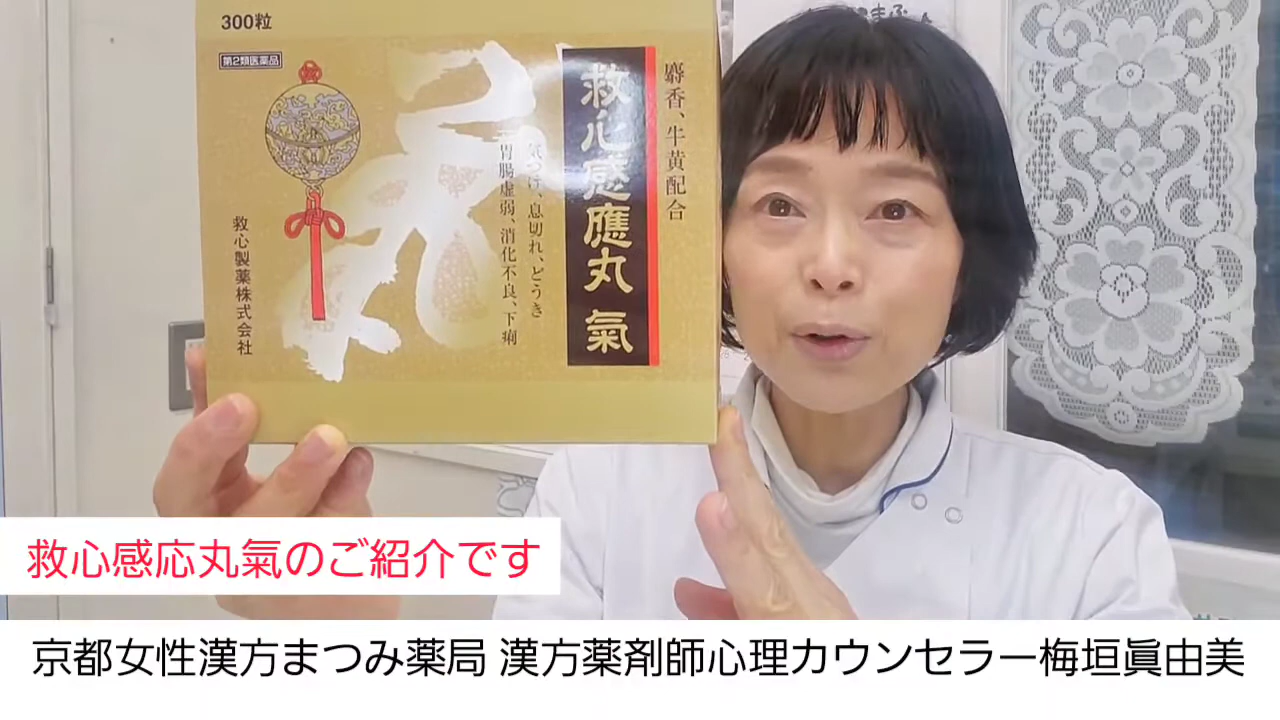 300粒
第2類医薬品
麝香、牛黄配合
救心感應丸 氣
気つけ、息切れ、どうき
胃腸虚弱、消化不良、下痢
救心製薬株式会社
救心感応丸氣のご紹介です
京都女性漢方まつみ薬局 漢方薬剤師心理カウンセラー梅垣眞由美